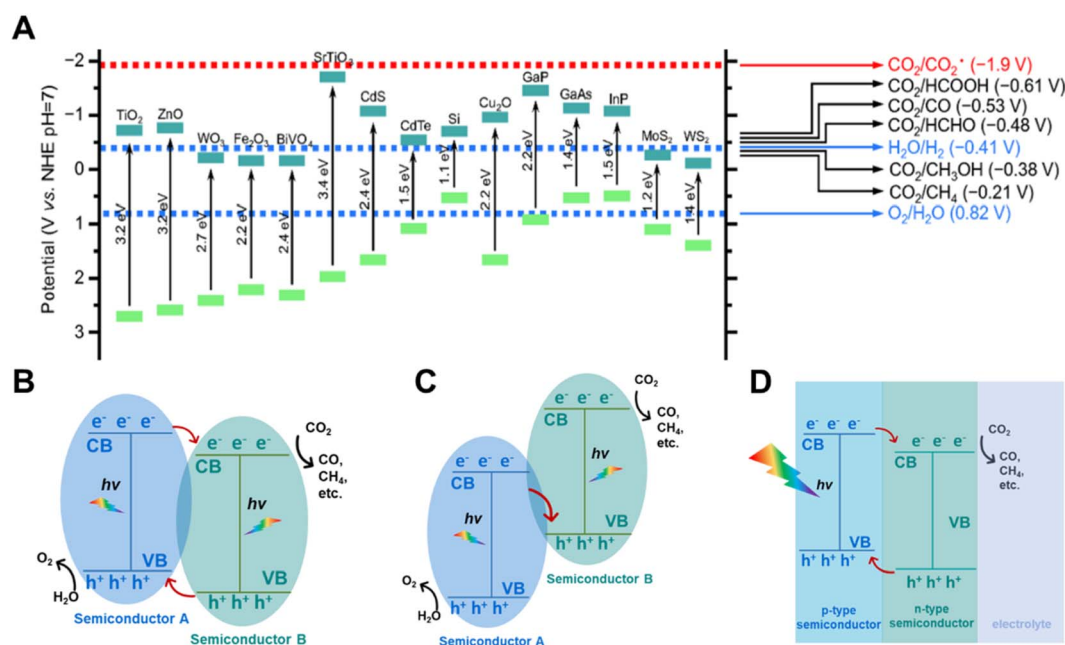 A
Potential (V vs. NHE pH=7)
−2
−1
0
1
2
3
TiO2
3.2 eV
ZnO
3.2 eV
WO3
2.7 eV
Fe2O3
2.2 eV
BiVO4
2.4 eV
SrTiO3
3.4 eV
CdS
2.4 eV
CdTe
1.5 eV
Si
1.1 eV
Cu2O
2.2 eV
GaP
2.2 eV
GaAs
1.4 eV
InP
1.5 eV
MoS2
1.2 eV
WS2
1.4 eV
CO2/CO2• (−1.9 V)
CO2/HCOOH (−0.61 V)
CO2/CO (−0.53 V)
CO2/HCHO (−0.48 V)
H2O/H2 (−0.41 V)
CO2/CH3OH (−0.38 V)
CO2/CH4 (−0.21 V)
O2/H2O (0.82 V)
B
e- e- e-
CB
hv
VB
h+ h+ h+
O2
H2O
Semiconductor A
e- e- e-
CB
hv
VB
h+ h+ h+
Semiconductor B
CO2
CO,
CH4,
etc.
C
e- e- e-
CB
hv
VB
h+ h+ h+
O2
H2O
Semiconductor A
e- e- e-
CB
hv
VB
h+ h+ h+
Semiconductor B
CO2
CO,
CH4,
etc.
D
hv
e- e- e-
CB
VB
h+ h+ h+
p-type
semiconductor
e- e- e-
CB
VB
h+ h+ h+
n-type
semiconductor
CO2
CO,
CH4,
etc.
electrolyte